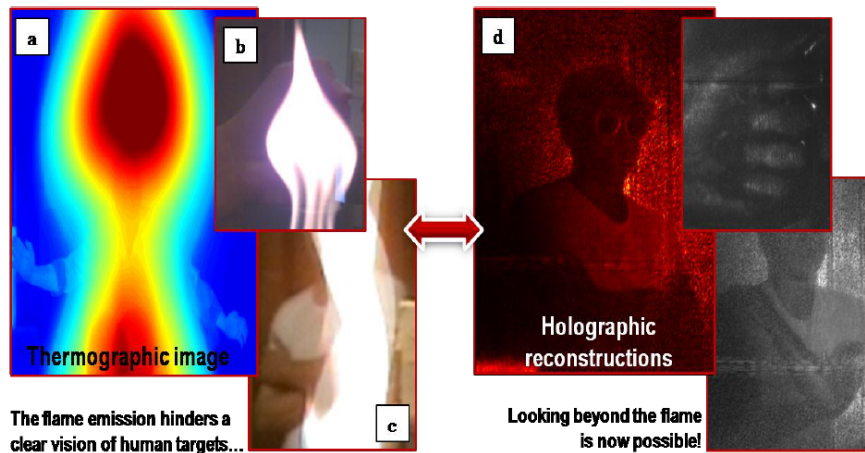 a
b
d
Thermographic image
c
The flame emission hinders a
clear vision of human targets...
Holographic
reconstructions
Looking beyond the flame
is now possible!